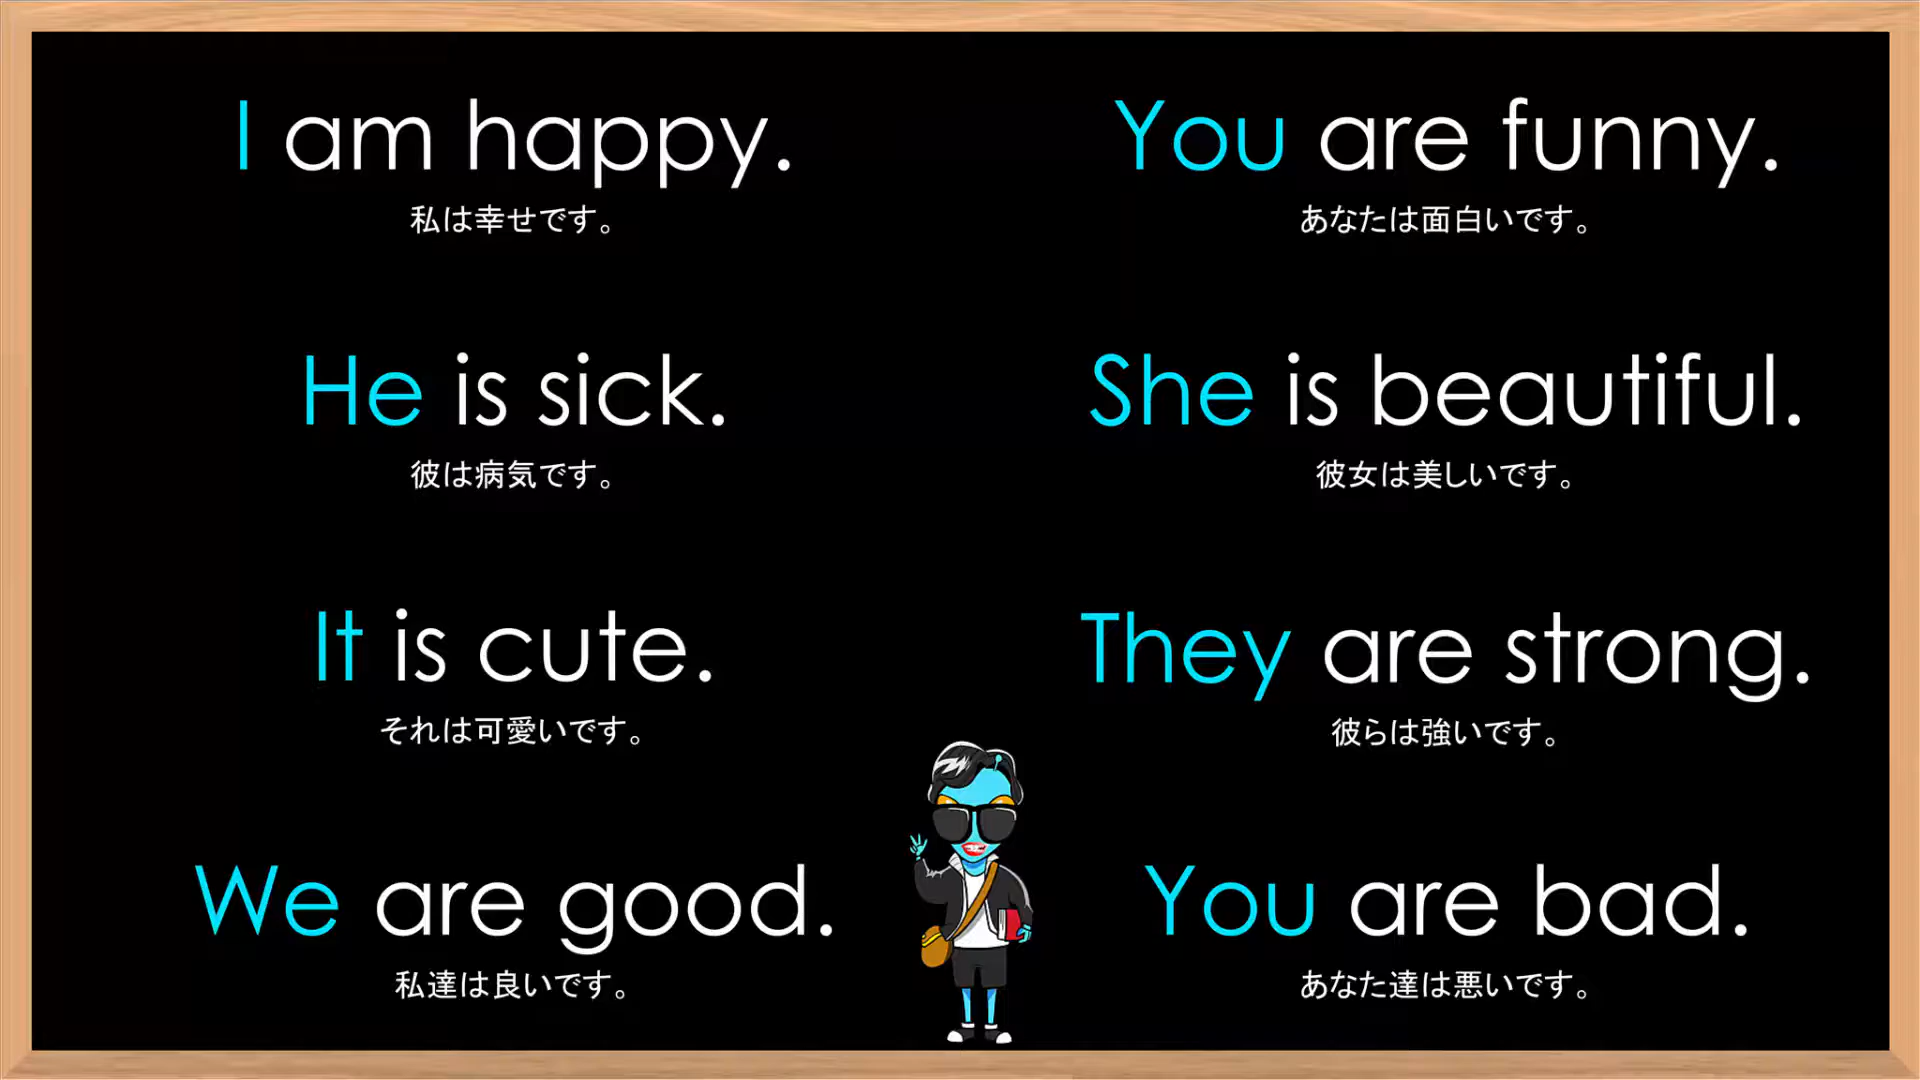 I am happy.
私は幸せです。
You are funny.
あなたは面白いです。
He is sick.
彼は病気です。
She is beautiful.
彼女は美しいです。
It is cute.
それは可愛いです。
They are strong.
彼らは強いです。
We are good.
私達は良いです。
You are bad.
あなた達は悪いです。